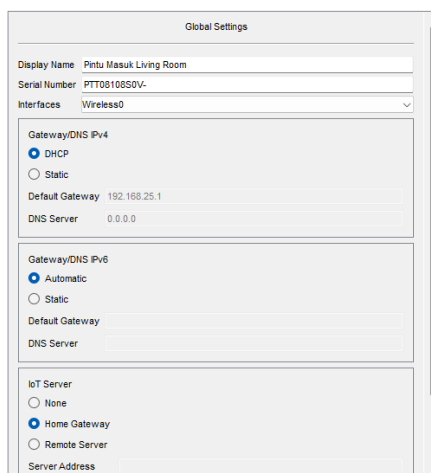 Global Settings
Display Name Pintu Masuk Living Room
Serial Number PTT08108S0V-
Interfaces Wireless0
Gateway/DNS IPv4
DHCP
Static
Default Gateway 192.168.25.1
DNS Server 0.0.0.0
Gateway/DNS IPv6
Automatic
Static
Default Gateway
DNS Server
IoT Server
None
Home Gateway
Remote Server
Server Address